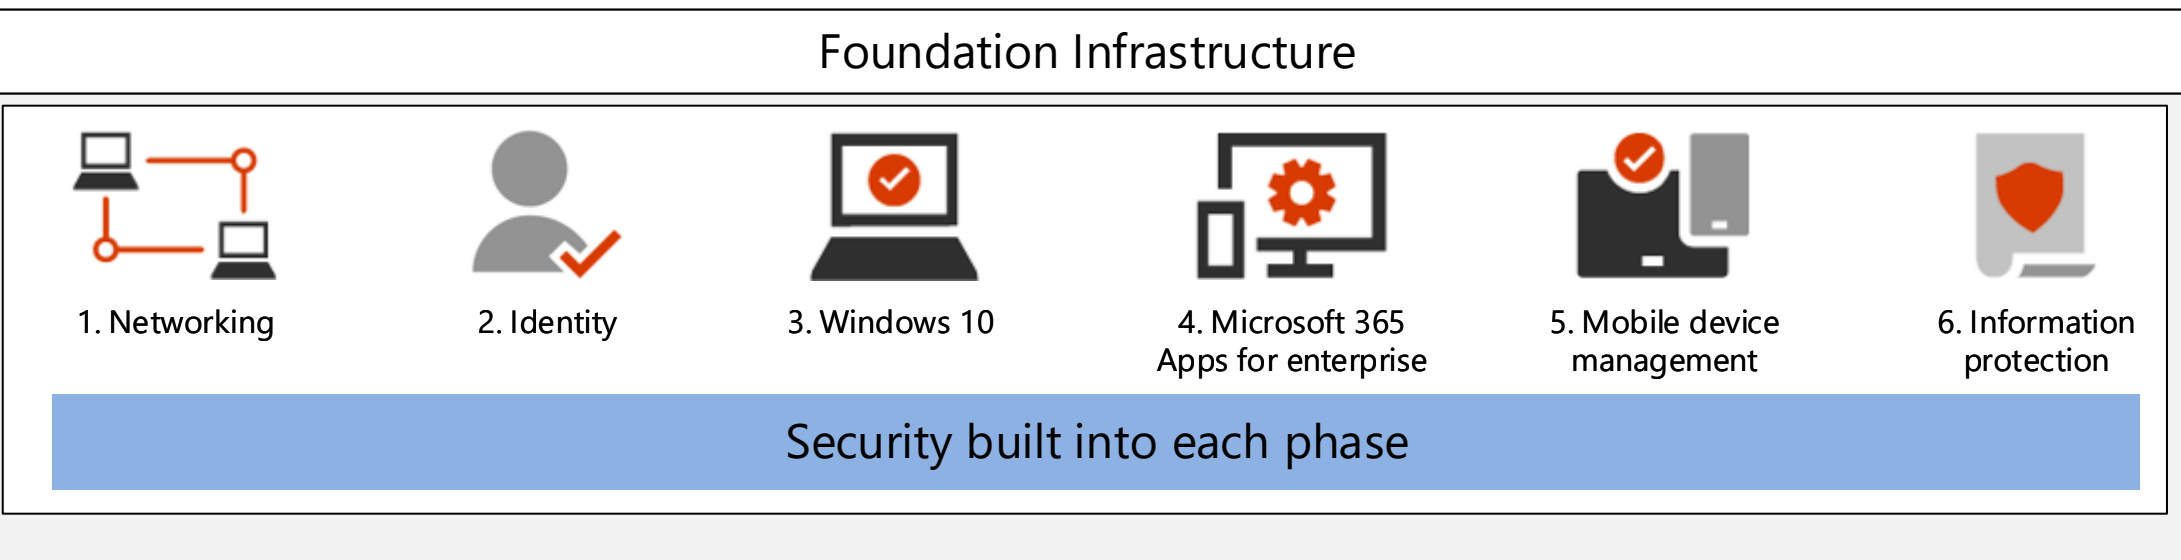 Foundation Infrastructure
1. Networking
2. Identity
3. Windows 10
4. Microsoft 365
Apps for enterprise
5. Mobile device
management
6. Information
protection
Security built into each phase